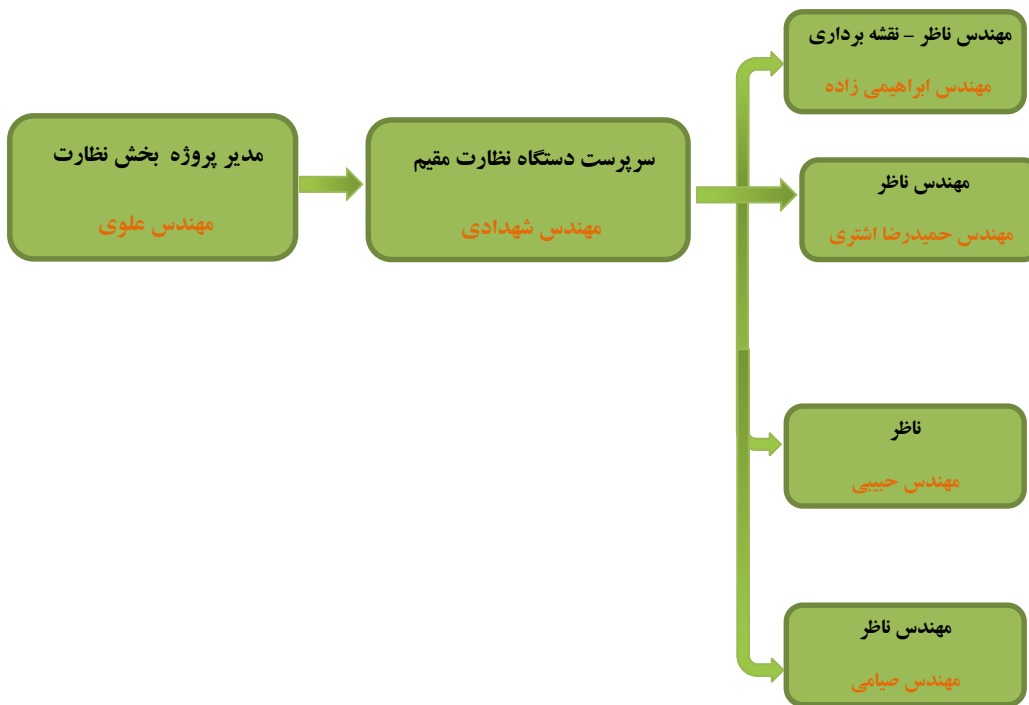 مدیر پروژه بخش نظارت
مهندس علوی
سرپرست دستگاه نظارت مقیم
مهندس شهدادی
مهندس ناظر - نقشه برداری
مهندس ابراهیمی زاده
مهندس ناظر
مهندس حمیدرضا اشتری
ناظر
مهندس حبیبی
مهندس ناظر
مهندس صیامی